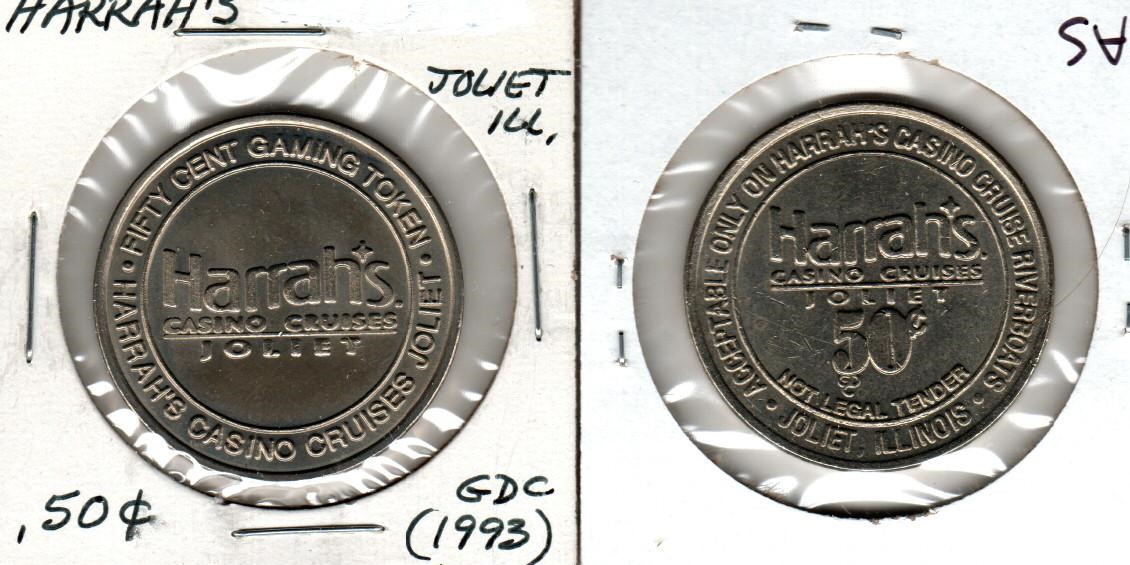 HARRAH'S
JOLIET
ILL.
• FIFTY CENT GAMING TOKEN •
HARRAH'S CASINO CRUISES JOLIET
Harrah's.
CASINO CRUISES
JOLIET
.50¢
GDC
(1993)
AS
ACCEPTABLE ONLY ON HARRAH'S CASINO CRUISE RIVERBOATS
• JOLIET, ILLINOIS •
Harrah's.
CASINO CRUISES
JOLIET
50¢
GDC
NOT LEGAL TENDER